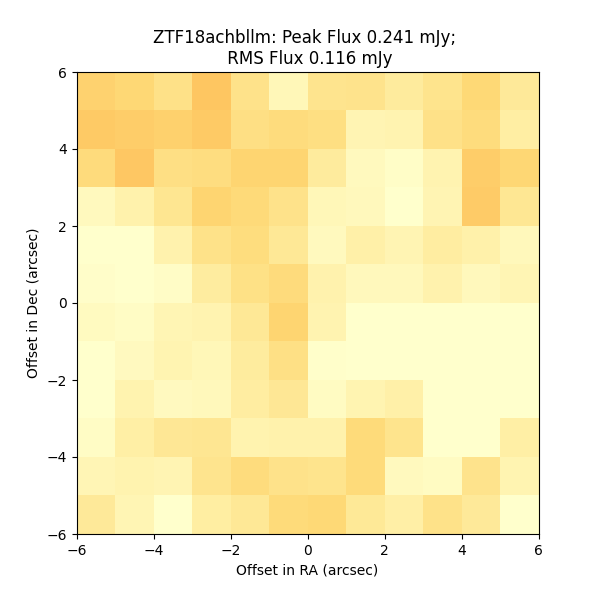 ZTF18achbllm: Peak Flux 0.241 mJy;
RMS Flux 0.116 mJy
6
4
2
0
−2
−4
−6
Offset in Dec (arcsec)
−6 −4 −2 0 2 4 6
Offset in RA (arcsec)